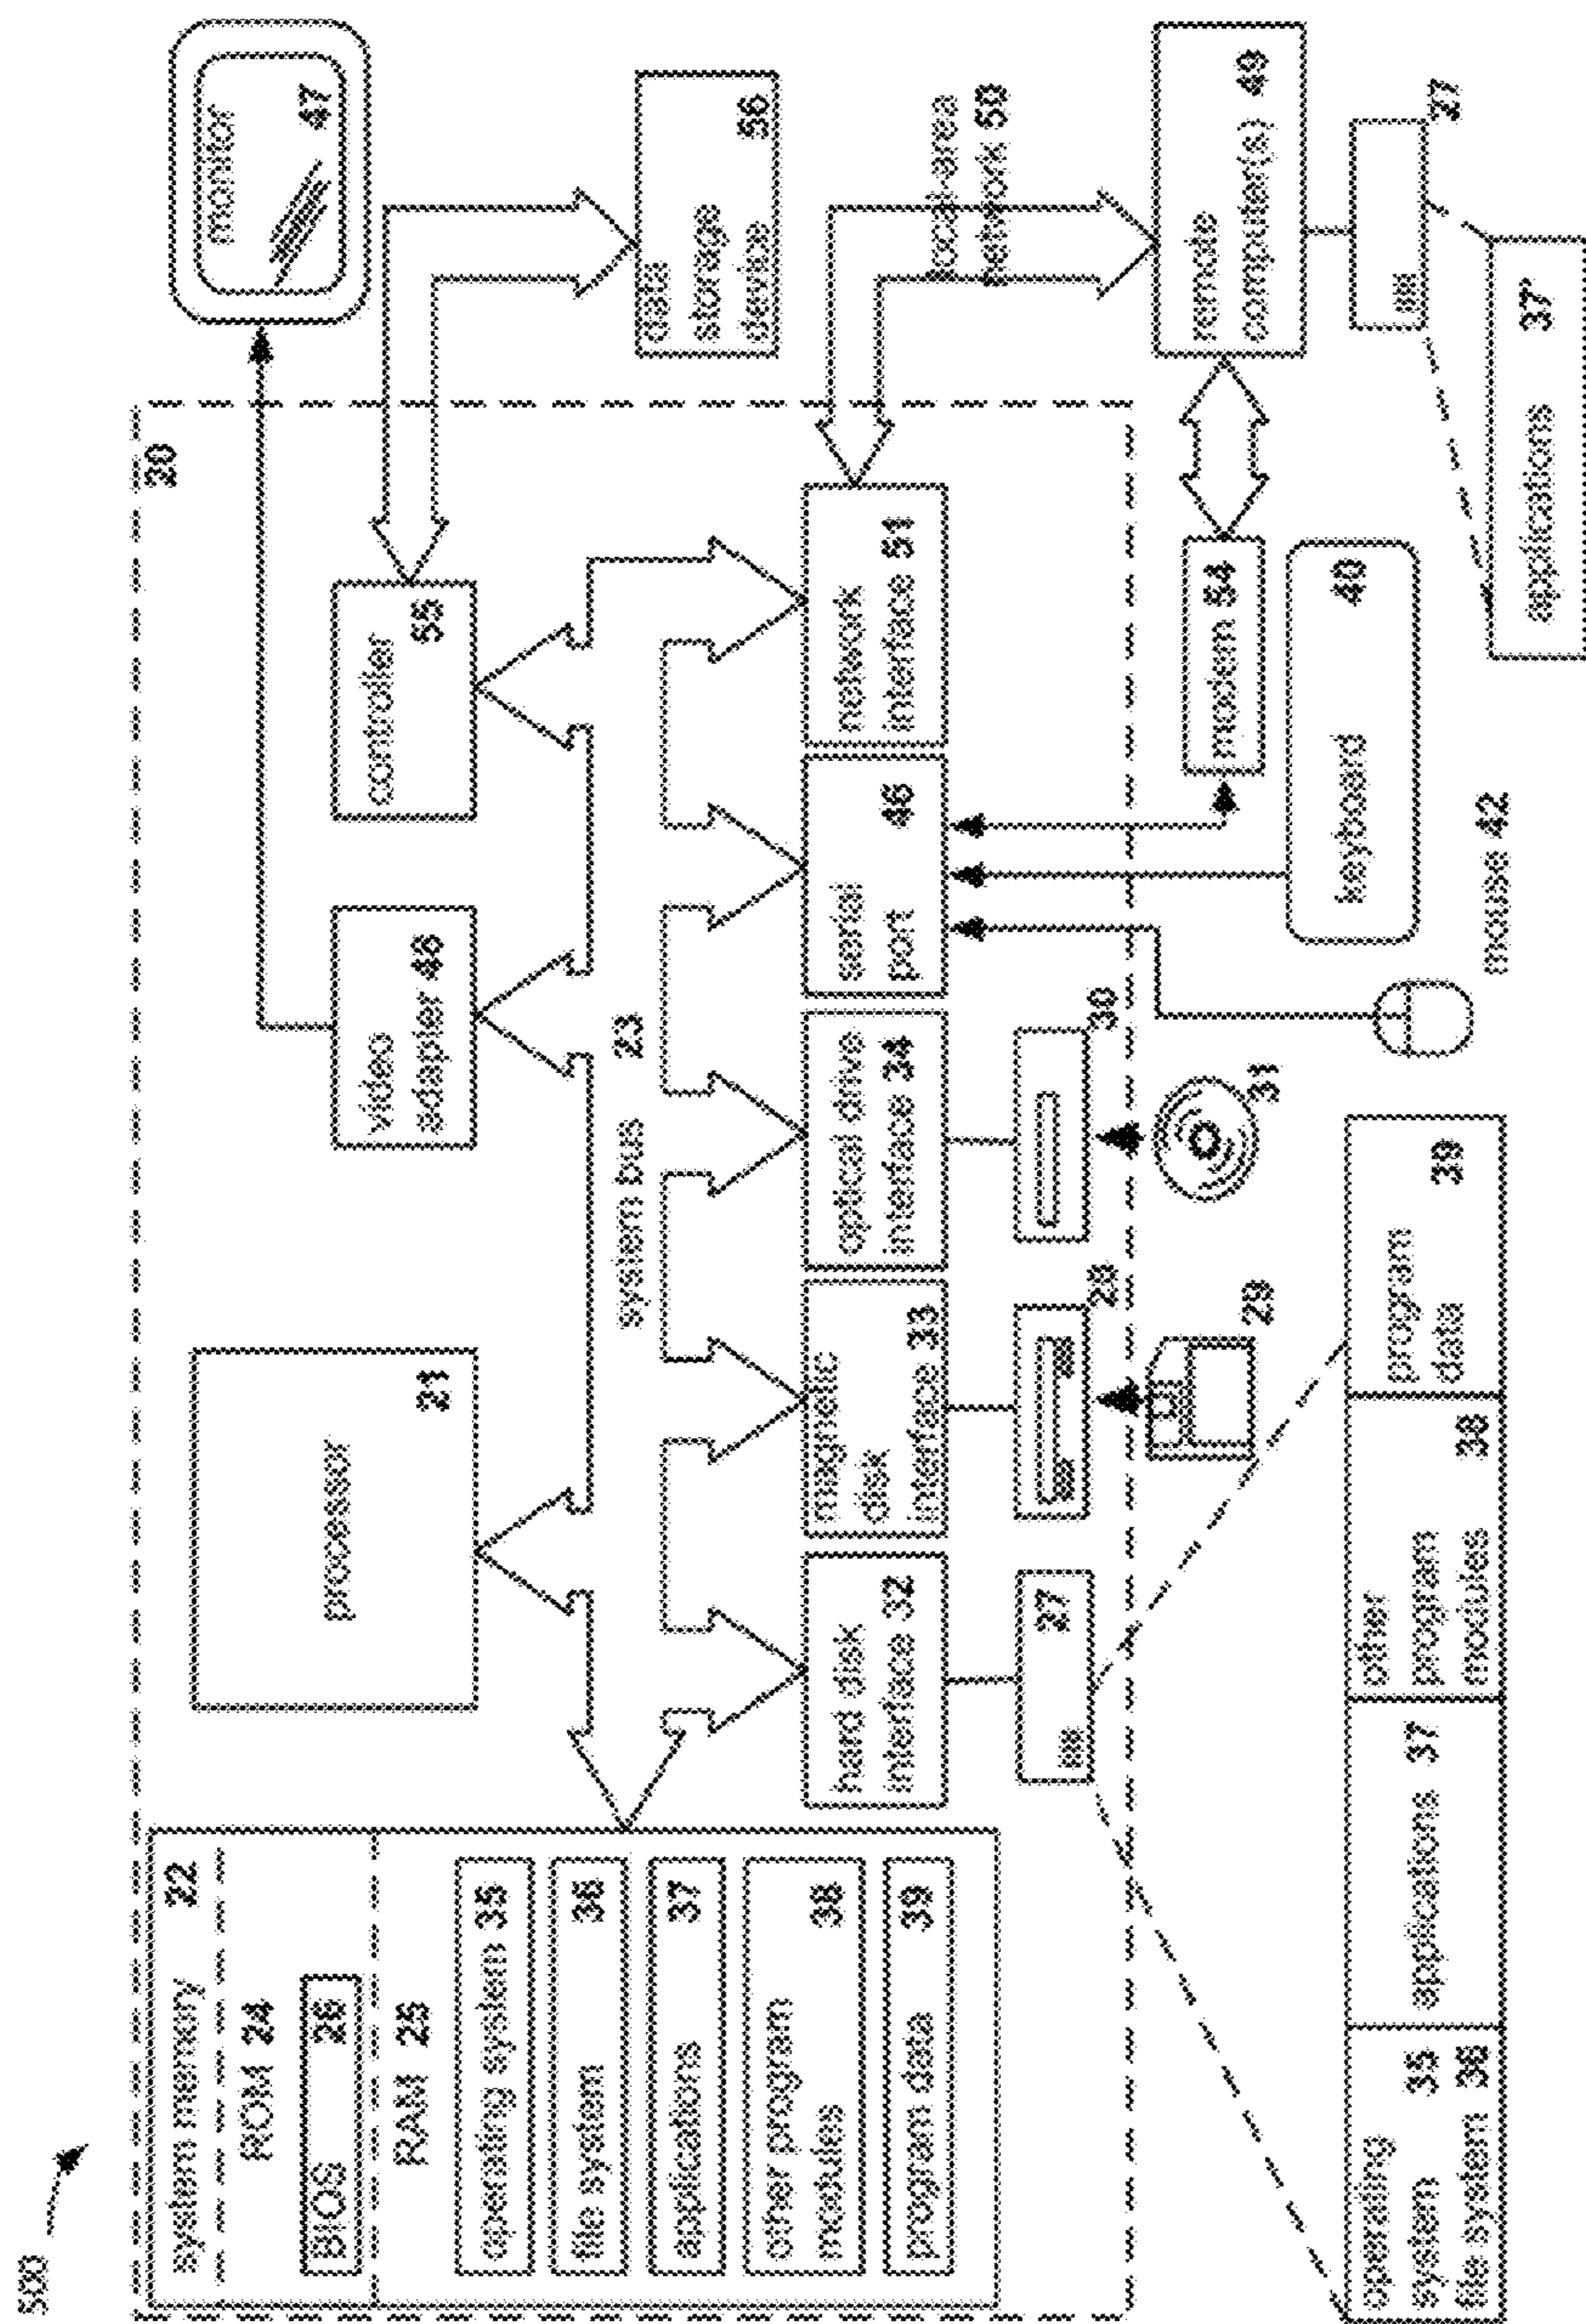 500
20
system memory 22
ROM 24
BIOS 26
RAM 25
operating system 35
file system 36
applications 37
other program
modules 38
program data 39
processor
21
video
adapter 48
controller
55
monitor
47
system bus 23
data
storage
device 56
hard disk
interface 32
magnetic
disk
interface 33
optical drive
interface 34
serial
port 46
network
interface 51
local-area
network 50
27
28
30
29
31
modem 54
remote
computer(s) 49
keyboard 40
mouse 42
27
applications 37'
operating
system 35
file system 36
applications 37
other
program
modules 38
program
data 39